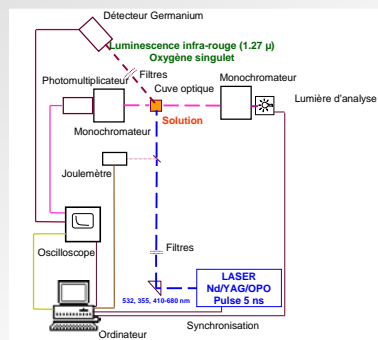 Détecteur Germanium
Luminescence infra-rouge (1.27 µ)
Oxygène singulet
Filtres
Photomultiplicateur
Cuve optique
Monochromateur
Lumière d'analyse
Solution
Monochromateur
Joulemètre
Oscilloscope
Filtres
LASER
Nd/YAG/OPO
Pulse 5 ns
532, 355, 410-680 nm
Synchronisation
Ordinateur